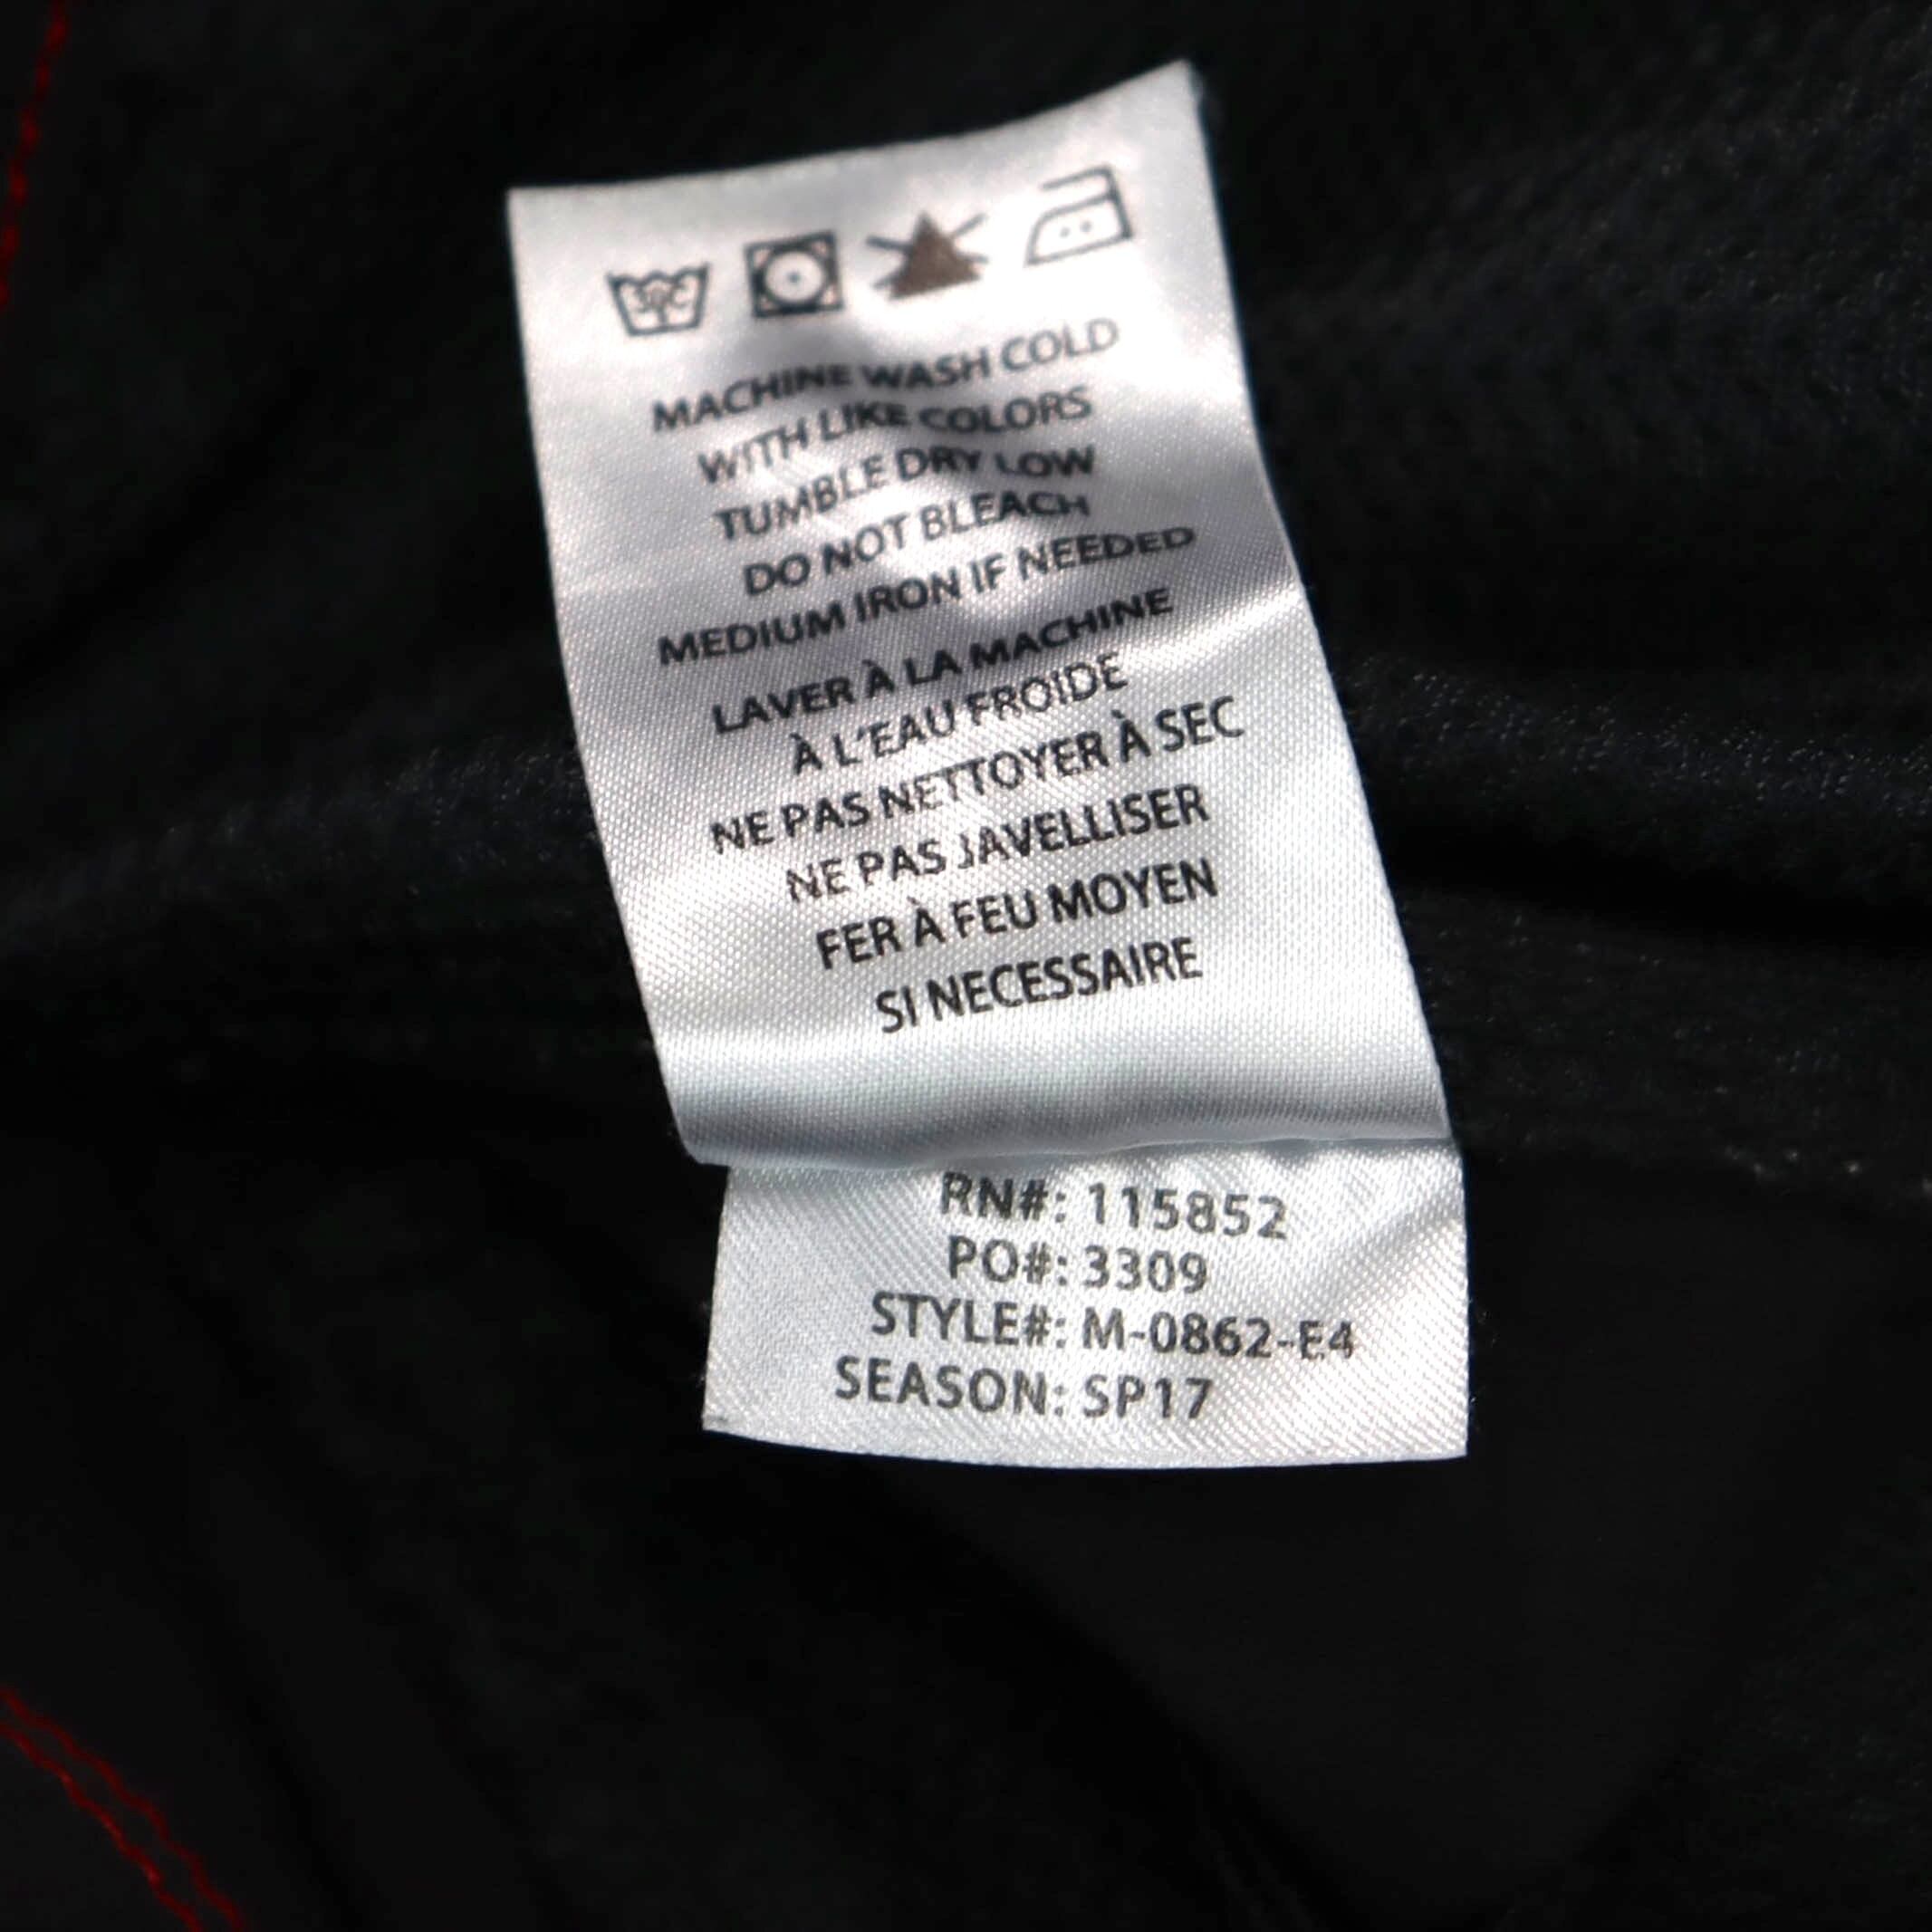 30°C
MACHINE WASH COLD
WITH LIKE COLORS
TUMBLE DRY LOW
DO NOT BLEACH
MEDIUM IRON IF NEEDED
LAVER À LA MACHINE
À L'EAU FROIDE
NE PAS NETTOYER À SEC
NE PAS JAVELLISER
FER À FEU MOYEN
SI NECESSAIRE
RN#: 115852
PO#: 3309
STYLE#: M-0862-E4
SEASON: SP17